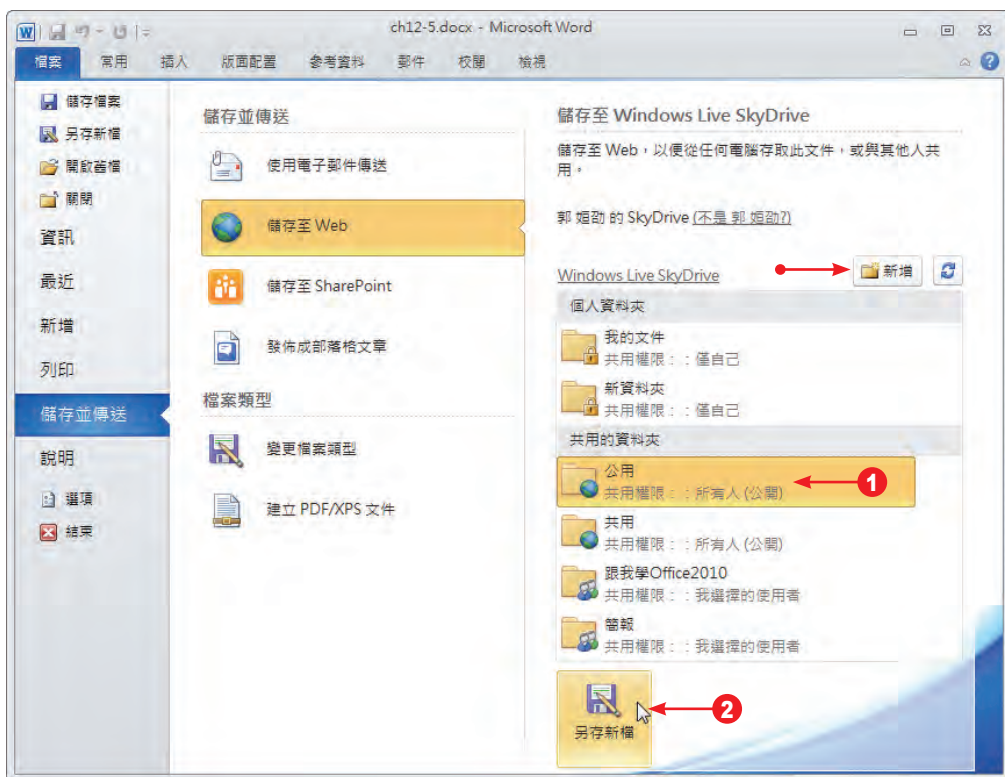 ch12-5.docx - Microsoft Word
檔案 常用 插入 版面配置 參考資料 郵件 校閱 檢視
儲存檔案
另存新檔
開啟舊檔
關閉
資訊
最近
新增
列印
儲存並傳送
說明
選項
結束
儲存並傳送
使用電子郵件傳送
儲存至 Web
儲存至 SharePoint
發佈成部落格文章
檔案類型
變更檔案類型
建立 PDF/XPS 文件
儲存至 Windows Live SkyDrive
儲存至 Web，以便從任何電腦存取此文件，或與其他人共
用。
郭 姮劭 的 SkyDrive (不是 郭 姮劭?)
Windows Live SkyDrive
新增
個人資料夾
我的文件
共用權限：：僅自己
新資料夾
共用權限：：僅自己
共用的資料夾
公用
共用權限：：所有人 (公開)
1
共用
共用權限：：所有人 (公開)
跟我學Office2010
共用權限：：我選擇的使用者
簡報
共用權限：：我選擇的使用者
另存新檔
2